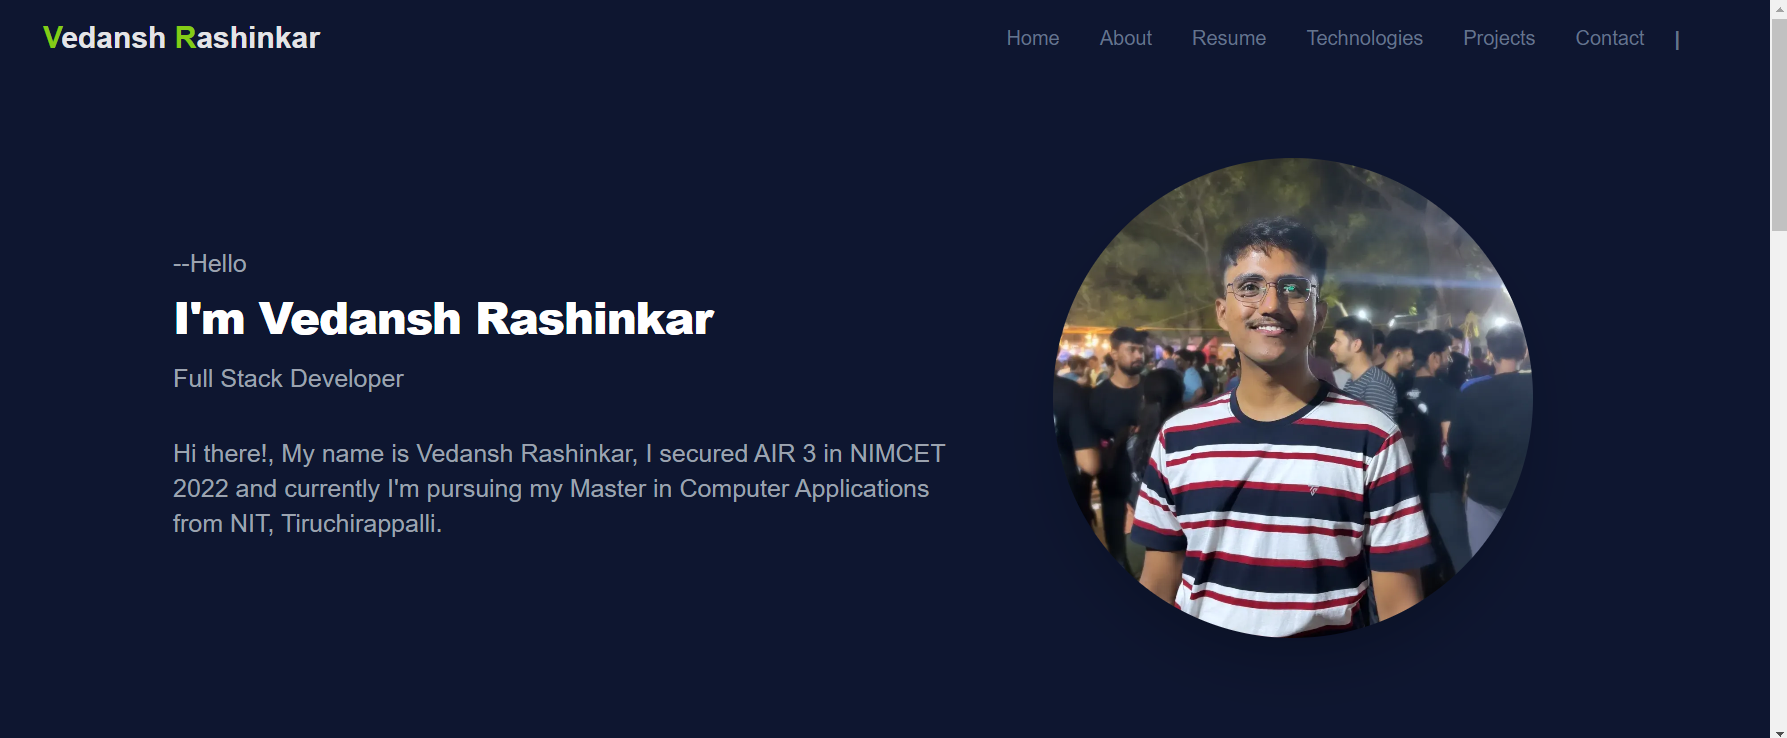 Vedansh Rashinkar
Home About Resume Technologies Projects Contact |
--Hello
I'm Vedansh Rashinkar
Full Stack Developer
Hi there!, My name is Vedansh Rashinkar, I secured AIR 3 in NIMCET
2022 and currently I'm pursuing my Master in Computer Applications
from NIT, Tiruchirappalli.